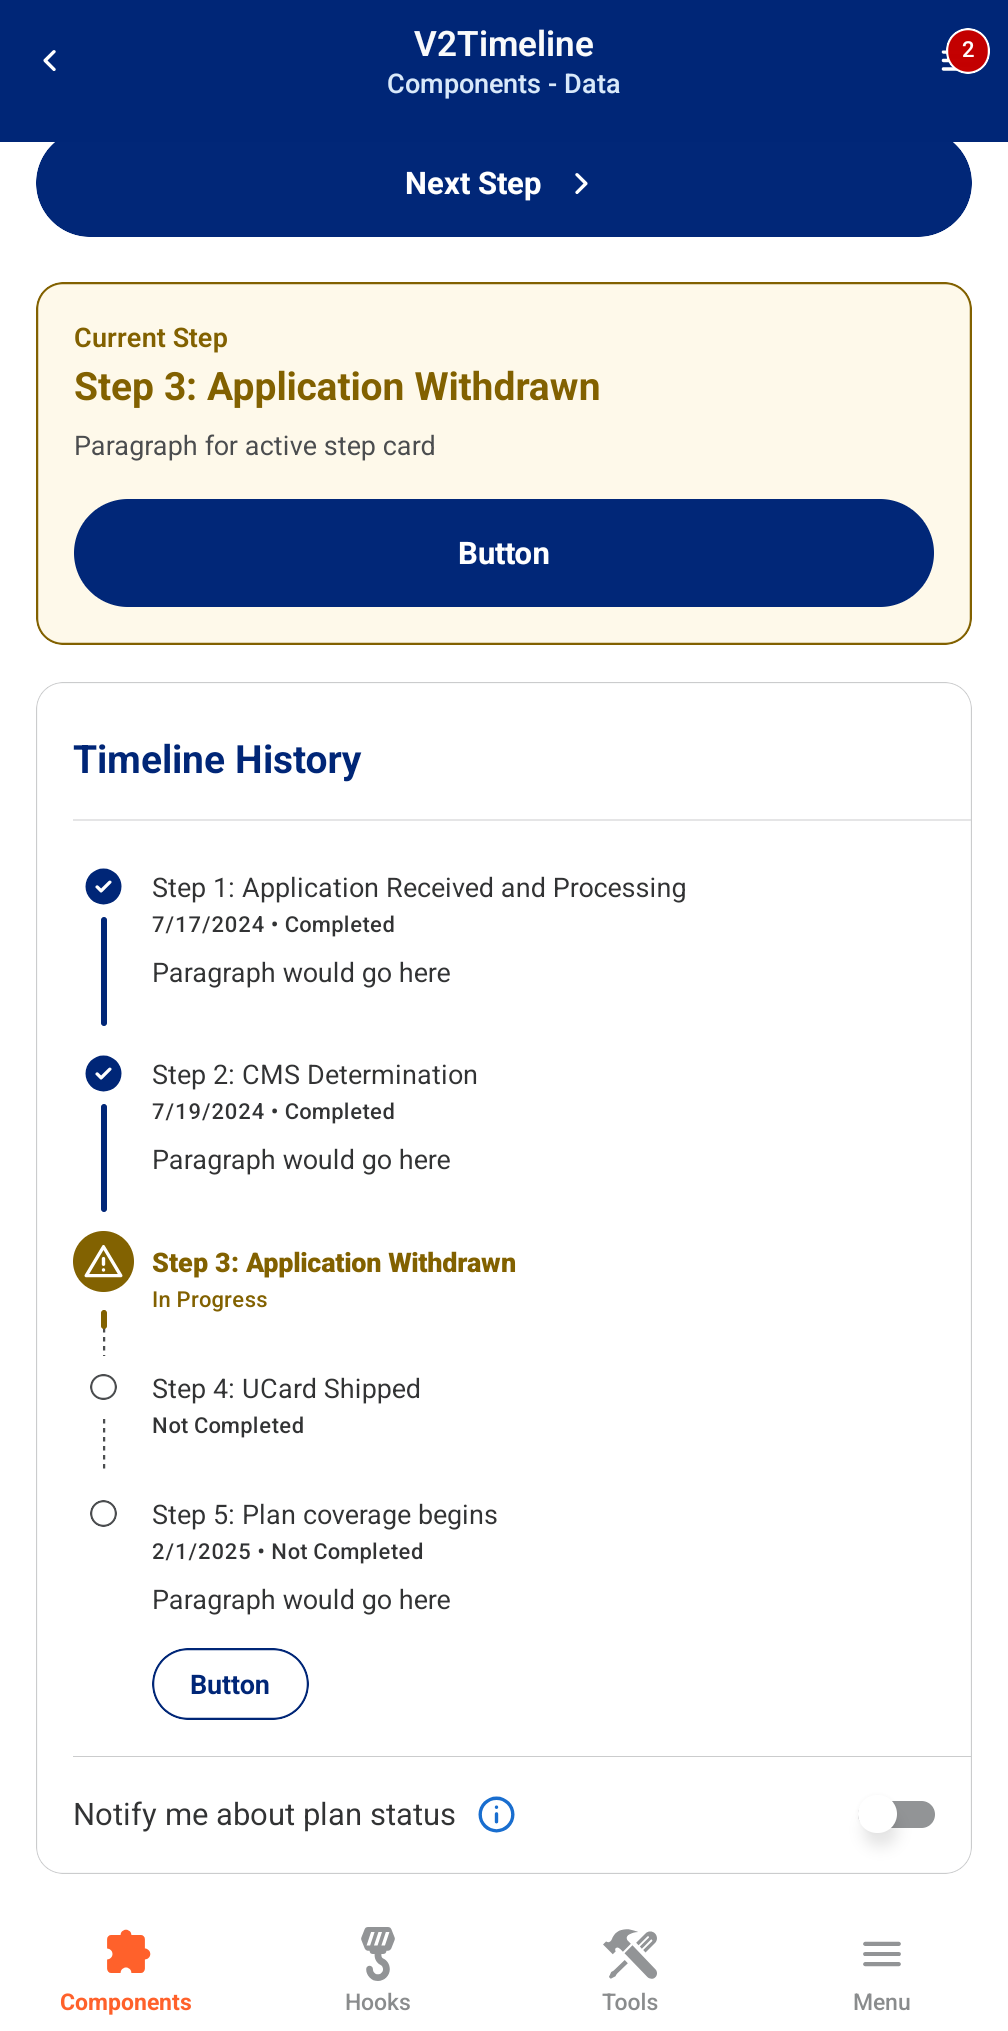 V2Timeline
Components - Data
2
Next Step
Current Step
Step 3: Application Withdrawn
Paragraph for active step card
Button
Timeline History
Step 1: Application Received and Processing
7/17/2024 • Completed
Paragraph would go here
Step 2: CMS Determination
7/19/2024 • Completed
Paragraph would go here
Step 3: Application Withdrawn
In Progress
Step 4: UCard Shipped
Not Completed
Step 5: Plan coverage begins
2/1/2025 • Not Completed
Paragraph would go here
Button
Notify me about plan status
Components
Hooks
Tools
Menu